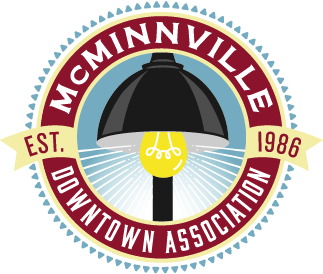 McMINNVILLE
EST. 1986
DOWNTOWN ASSOCIATION